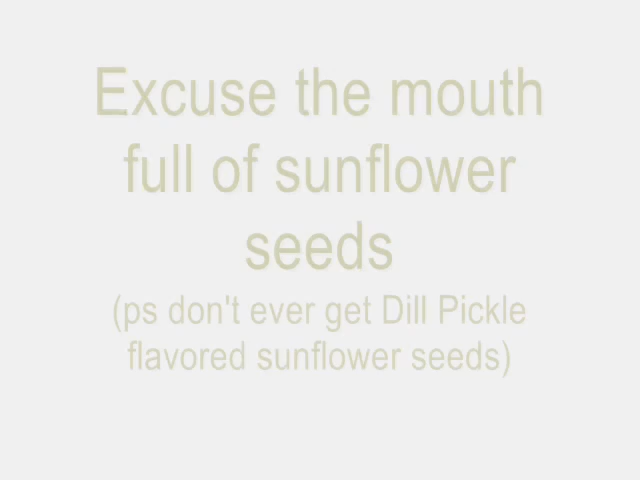 Excuse the mouth
full of sunflower
seeds
(ps don't ever get Dill Pickle
flavored sunflower seeds)